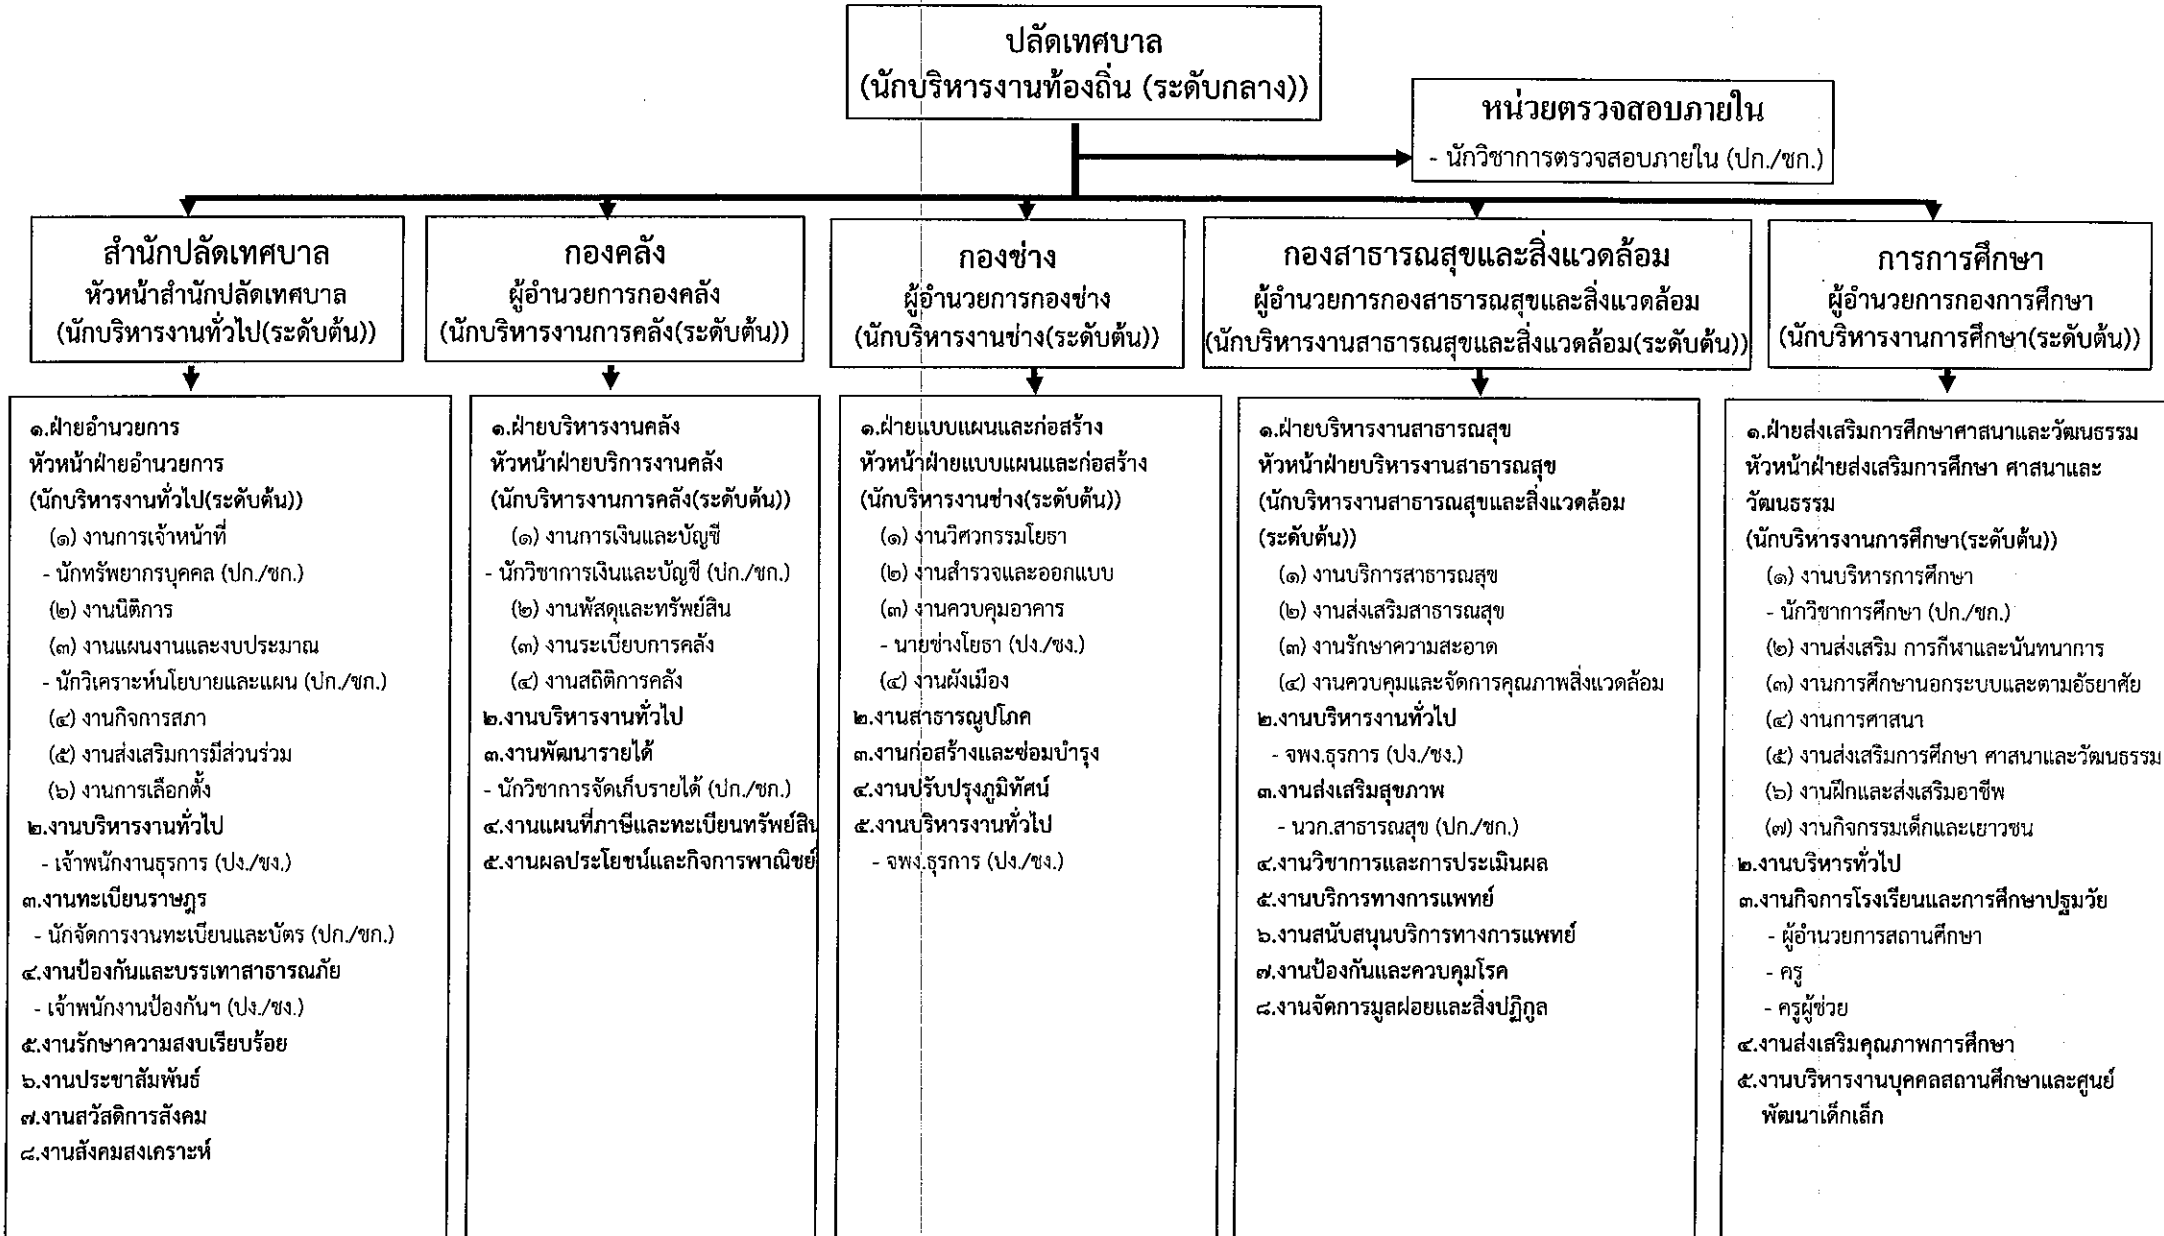 ปลัดเทศบาล
(นักบริหารงานท้องถิ่น (ระดับกลาง))
หน่วยตรวจสอบภายใน
- นักวิชาการตรวจสอบภายใน (ปก./ชก.)
สำนักปลัดเทศบาล
หัวหน้าสำนักปลัดเทศบาล
(นักบริหารงานทั่วไป(ระดับต้น))
กองคลัง
ผู้อำนวยการกองคลัง
(นักบริหารงานการคลัง(ระดับต้น))
กองช่าง
ผู้อำนวยการกองช่าง
(นักบริหารงานช่าง(ระดับต้น))
กองสาธารณสุขและสิ่งแวดล้อม
ผู้อำนวยการกองสาธารณสุขและสิ่งแวดล้อม
(นักบริหารงานสาธารณสุขและสิ่งแวดล้อม(ระดับต้น))
การการศึกษา
ผู้อำนวยการกองการศึกษา
(นักบริหารงานการศึกษา(ระดับต้น))
๑.ฝ่ายอำนวยการ
หัวหน้าฝ่ายอำนวยการ
(นักบริหารงานทั่วไป(ระดับต้น))
(๑) งานการเจ้าหน้าที่
- นักทรัพยากรบุคคล (ปก./ชก.)
(๒) งานนิติการ
(๓) งานแผนงานและงบประมาณ
- นักวิเคราะห์นโยบายและแผน (ปก./ชก.)
(๔) งานกิจการสภา
(๕) งานส่งเสริมการมีส่วนร่วม
(๖) งานการเลือกตั้ง
๒.งานบริหารงานทั่วไป
- เจ้าพนักงานธุรการ (ปง./ชง.)
๓.งานทะเบียนราษฎร
- นักจัดการงานทะเบียนและบัตร (ปก./ชก.)
๔.งานป้องกันและบรรเทาสาธารณภัย
- เจ้าพนักงานป้องกันฯ (ปง./ชง.)
๕.งานรักษาความสงบเรียบร้อย
๖.งานประชาสัมพันธ์
๗.งานสวัสดิการสังคม
๘.งานสังคมสงเคราะห์
๑.ฝ่ายบริหารงานคลัง
หัวหน้าฝ่ายบริการงานคลัง
(นักบริหารงานการคลัง(ระดับต้น))
(๑) งานการเงินและบัญชี
- นักวิชาการเงินและบัญชี (ปก./ชก.)
(๒) งานพัสดุและทรัพย์สิน
(๓) งานระเบียบการคลัง
(๔) งานสถิติการคลัง
๒.งานบริหารงานทั่วไป
๓.งานพัฒนารายได้
- นักวิชาการจัดเก็บรายได้ (ปก./ชก.)
๔.งานแผนที่ภาษีและทะเบียนทรัพย์สิน
๕.งานผลประโยชน์และกิจการพาณิชย์
๑.ฝ่ายแบบแผนและก่อสร้าง
หัวหน้าฝ่ายแบบแผนและก่อสร้าง
(นักบริหารงานช่าง(ระดับต้น))
(๑) งานวิศวกรรมโยธา
(๒) งานสำรวจและออกแบบ
(๓) งานควบคุมอาคาร
- นายช่างโยธา (ปง./ชง.)
(๔) งานผังเมือง
๒.งานสาธารณูปโภค
๓.งานก่อสร้างและซ่อมบำรุง
๔.งานปรับปรุงภูมิทัศน์
๕.งานบริหารงานทั่วไป
- จพง.ธุรการ (ปง./ชง.)
๑.ฝ่ายบริหารงานสาธารณสุข
หัวหน้าฝ่ายบริหารงานสาธารณสุข
(นักบริหารงานสาธารณสุขและสิ่งแวดล้อม
(ระดับต้น))
(๑) งานบริการสาธารณสุข
(๒) งานส่งเสริมสาธารณสุข
(๓) งานรักษาความสะอาด
(๔) งานควบคุมและจัดการคุณภาพสิ่งแวดล้อม
๒.งานบริหารงานทั่วไป
- จพง.ธุรการ (ปง./ชง.)
๓.งานส่งเสริมสุขภาพ
- นวก.สาธารณสุข (ปก./ชก.)
๔.งานวิชาการและการประเมินผล
๕.งานบริการทางการแพทย์
๖.งานสนับสนุนบริการทางการแพทย์
๗.งานป้องกันและควบคุมโรค
๘.งานจัดการมูลฝอยและสิ่งปฏิกูล
๑.ฝ่ายส่งเสริมการศึกษาศาสนาและวัฒนธรรม
หัวหน้าฝ่ายส่งเสริมการศึกษา ศาสนาและ
วัฒนธรรม
(นักบริหารงานการศึกษา(ระดับต้น))
(๑) งานบริหารการศึกษา
- นักวิชาการศึกษา (ปก./ชก.)
(๒) งานส่งเสริม การกีฬาและนันทนาการ
(๓) งานการศึกษานอกระบบและตามอัธยาศัย
(๔) งานการศาสนา
(๕) งานส่งเสริมการศึกษา ศาสนาและวัฒนธรรม
(๖) งานฝึกและส่งเสริมอาชีพ
(๗) งานกิจกรรมเด็กและเยาวชน
๒.งานบริหารทั่วไป
๓.งานกิจการโรงเรียนและการศึกษาปฐมวัย
- ผู้อำนวยการสถานศึกษา
- ครู
- ครูผู้ช่วย
๔.งานส่งเสริมคุณภาพการศึกษา
๕.งานบริหารงานบุคคลสถานศึกษาและศูนย์
พัฒนาเด็กเล็ก